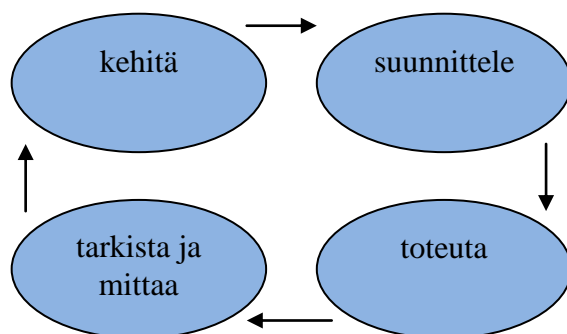 kehitä
suunnittele
tarkista ja
mittaa
toteuta